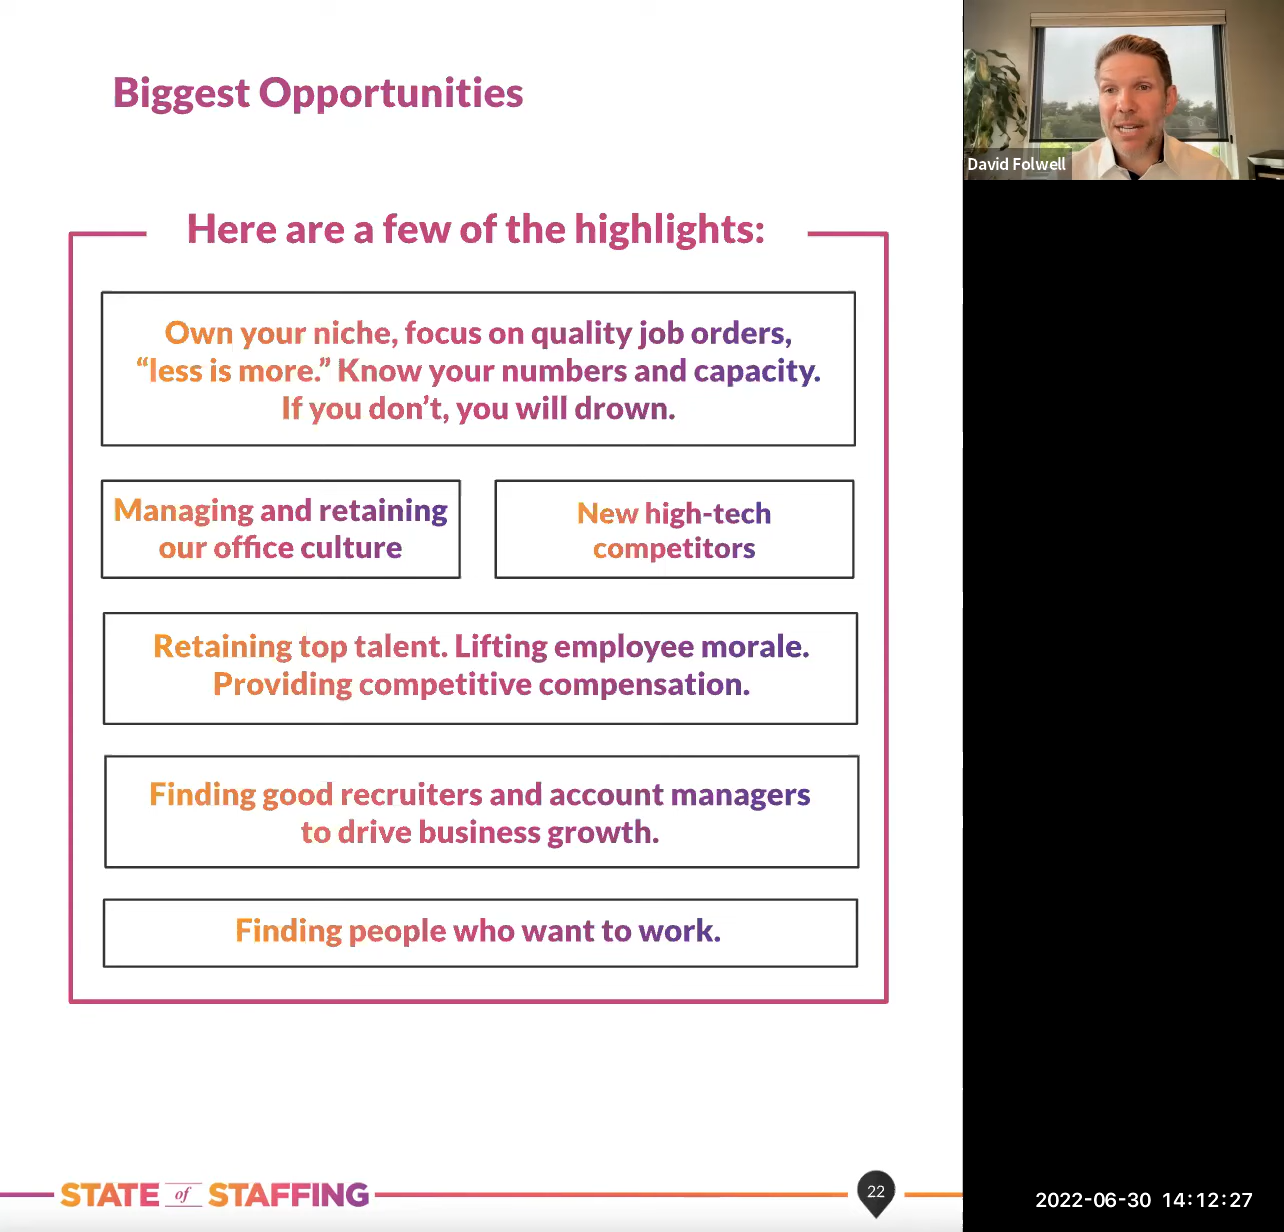 Biggest Opportunities
Here are a few of the highlights:
Own your niche, focus on quality job orders,
“less is more.” Know your numbers and capacity.
If you don’t, you will drown.
Managing and retaining
our office culture
New high-tech
competitors
Retaining top talent. Lifting employee morale.
Providing competitive compensation.
Finding good recruiters and account managers
to drive business growth.
Finding people who want to work.
STATE of STAFFING
22
David Folwell
2022-06-30 14:12:27